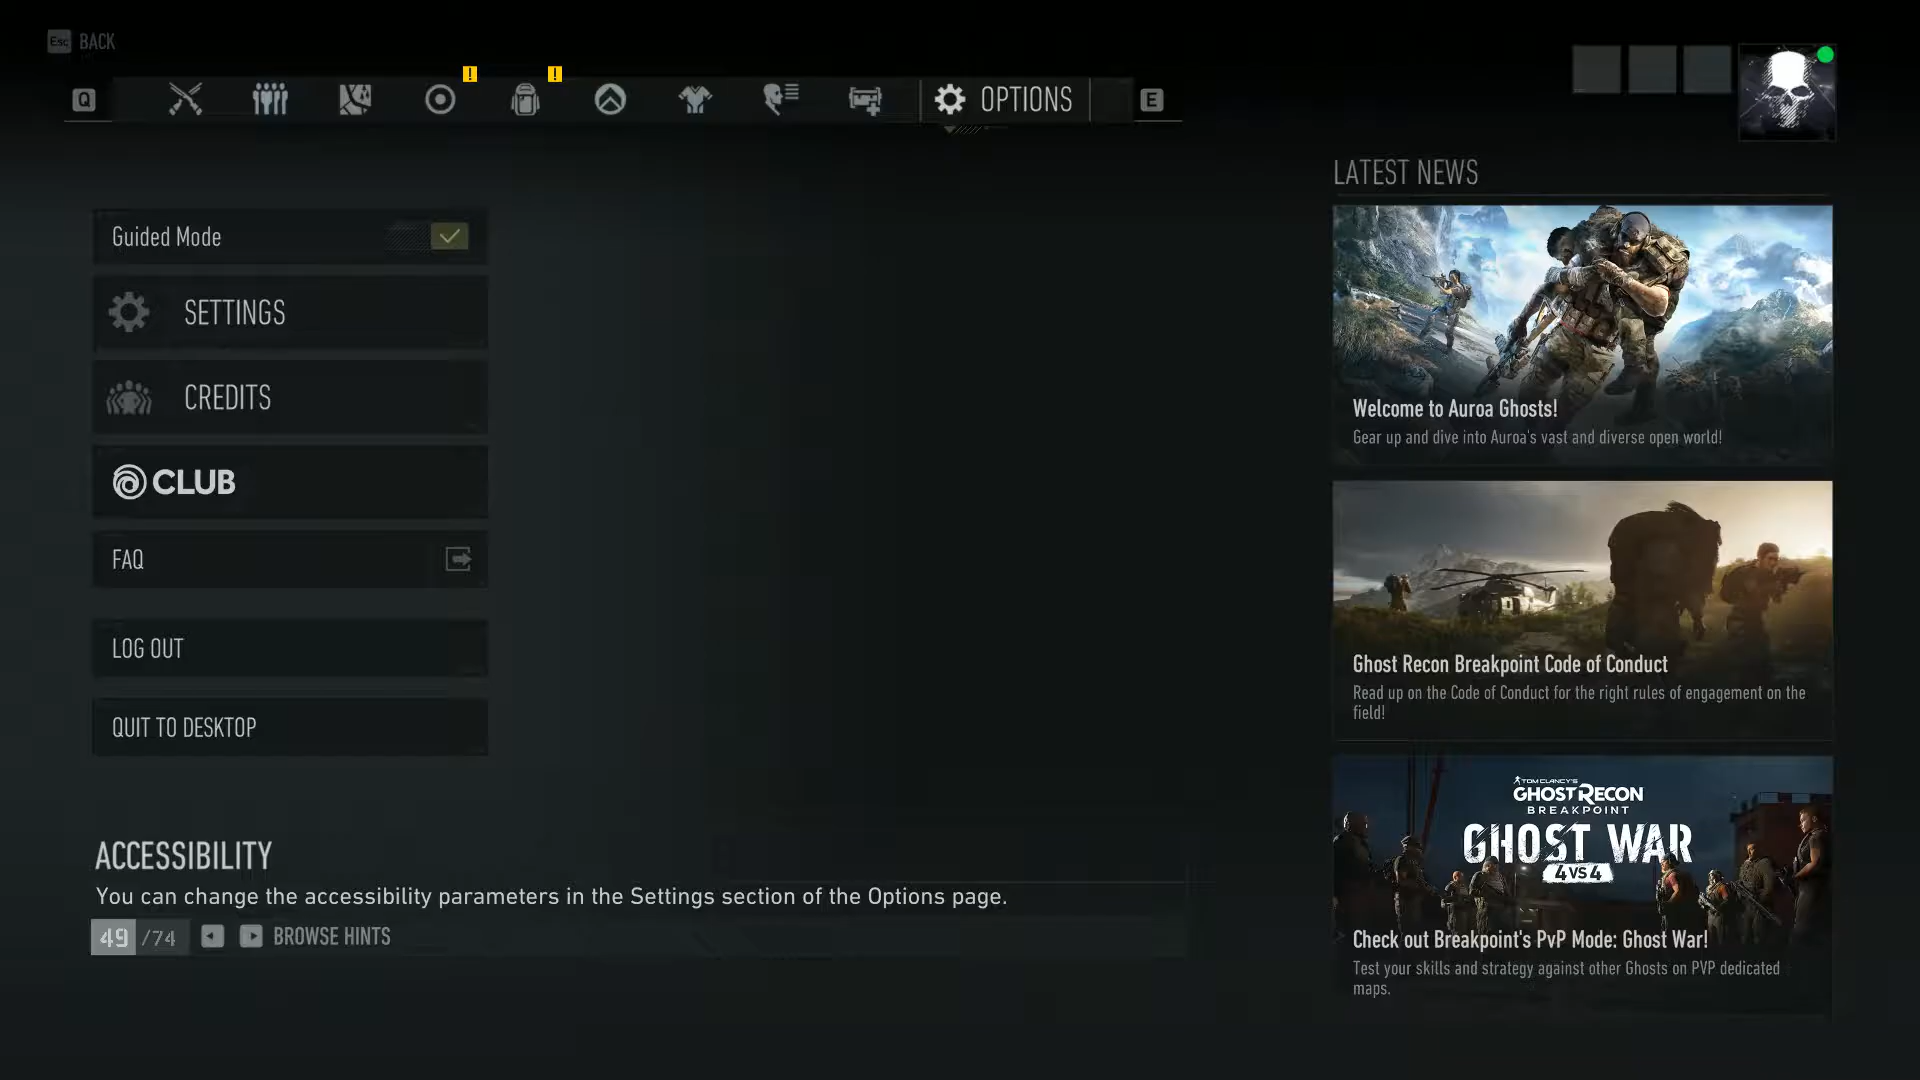 Esc BACK
Q
!
!
OPTIONS
E
LATEST NEWS
Guided Mode
SETTINGS
CREDITS
CLUB
FAQ
LOG OUT
QUIT TO DESKTOP
ACCESSIBILITY
You can change the accessibility parameters in the Settings section of the Options page.
49 /74 BROWSE HINTS
Welcome to Auroa Ghosts!
Gear up and dive into Auroa's vast and diverse open world!
Ghost Recon Breakpoint Code of Conduct
Read up on the Code of Conduct for the right rules of engagement on the
field!
TOM CLANCY'S
GHOST RECON
BREAKPOINT
GHOST WAR
4 VS 4
Check out Breakpoint's PvP Mode: Ghost War!
Test your skills and strategy against other Ghosts on PVP dedicated
maps.